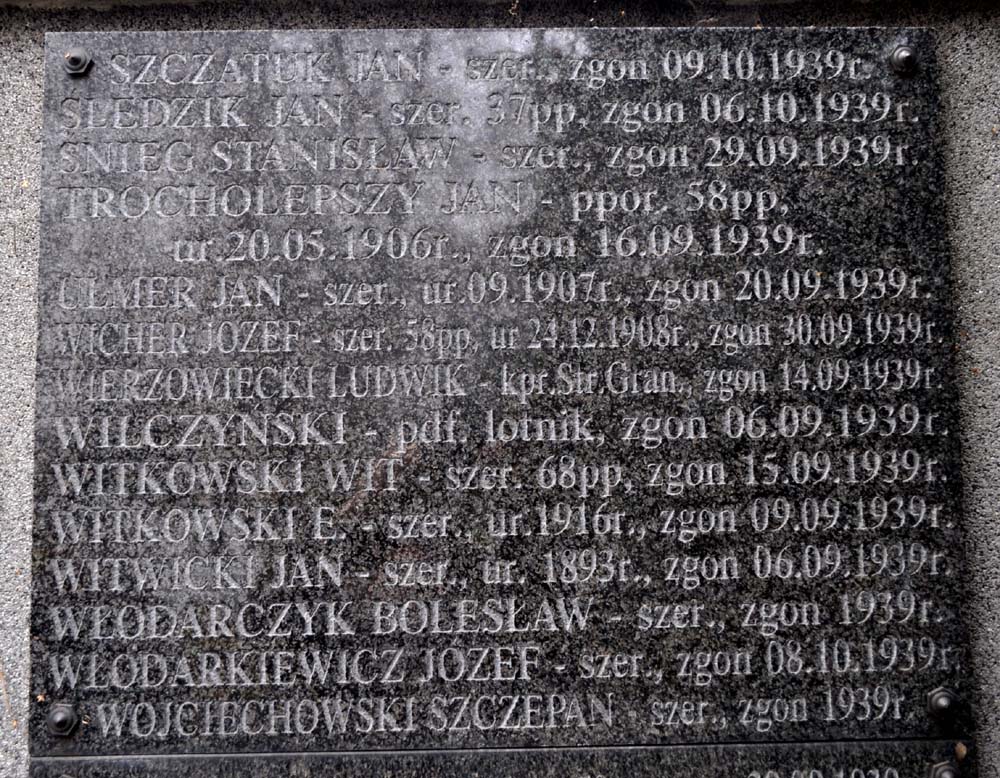 SZCZATUK JAN - szer., zgon 09.10.1939r.
ŚLEDZIK JAN - szer. 37pp, zgon 06.10.1939r.
ŚNIEG STANISŁAW - szer., zgon 29.09.1939r.
TROCHOLEPSZY JAN - ppor. 58pp,
ur.20.05.1906r., zgon 16.09.1939r.
ULMER JAN - szer., ur.09.1907r., zgon 20.09.1939r.
WICHER JÓZEF - szer. 58pp, ur 24.12.1908r., zgon 30.09.1939r.
WIERZOWIECKI LUDWIK - kpr.Str.Gran., zgon 14.09.1939r.
WILCZYŃSKI - pdf. lotnik, zgon 06.09.1939r.
WITKOWSKI WIT - szer. 68pp, zgon 15.09.1939r.
WITKOWSKI E. - szer., ur.1916r., zgon 09.09.1939r.
WITWICKI JAN - szer., ur. 1893r., zgon 06.09.1939r.
WŁODARCZYK BOLESŁAW - szer., zgon 1939r.
WŁODARKIEWICZ JÓZEF - szer., zgon 08.10.1939r.
WOJCIECHOWSKI SZCZEPAN szer., zgon 1939r.